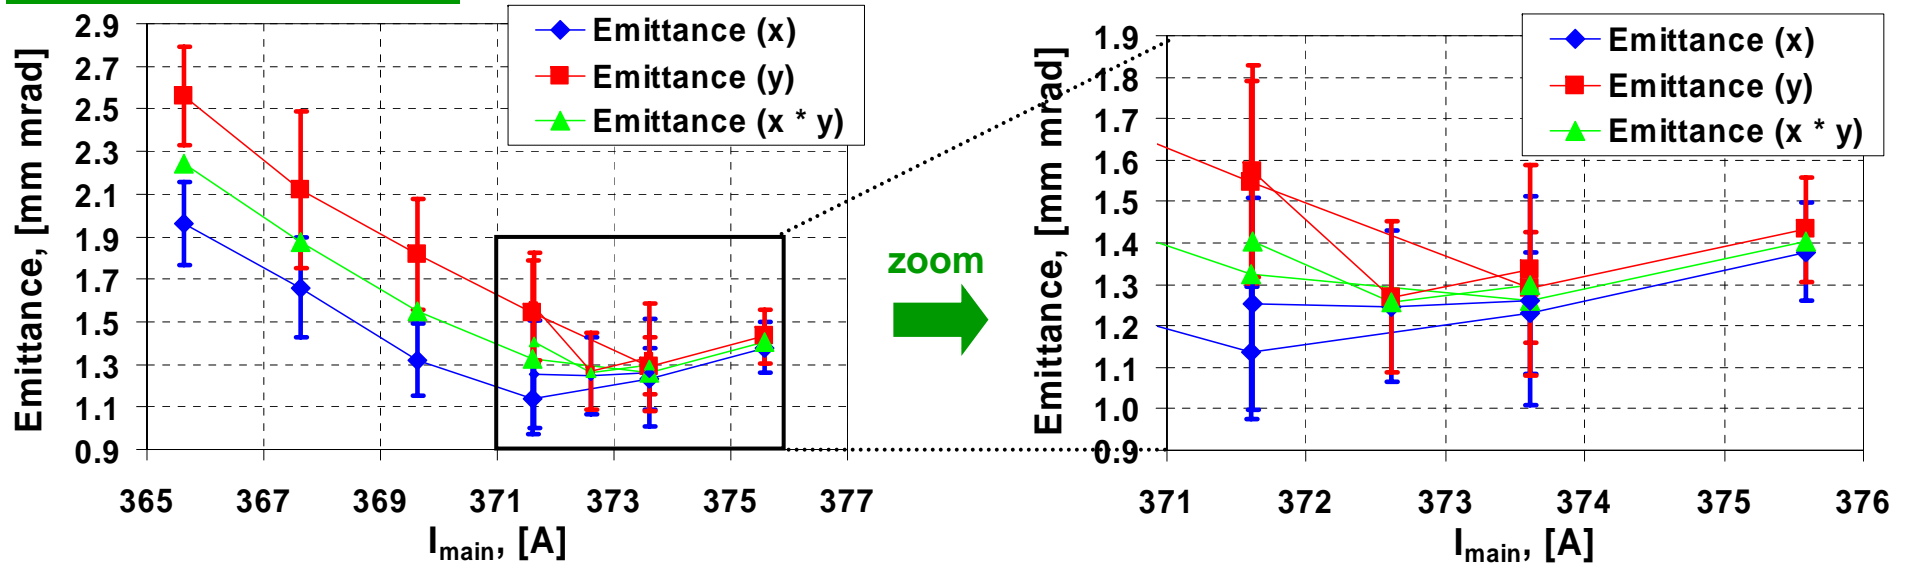 Emittance, [mm mrad]
2.9
2.7
2.5
2.3
2.1
1.9
1.7
1.5
1.3
1.1
0.9
365 367 369 371 373 375 377
I_main, [A]
Emittance (x)
Emittance (y)
Emittance (x * y)
zoom
Emittance, [mm mrad]
1.9
1.8
1.7
1.6
1.5
1.4
1.3
1.2
1.1
1.0
0.9
371 372 373 374 375 376
I_main, [A]
Emittance (x)
Emittance (y)
Emittance (x * y)